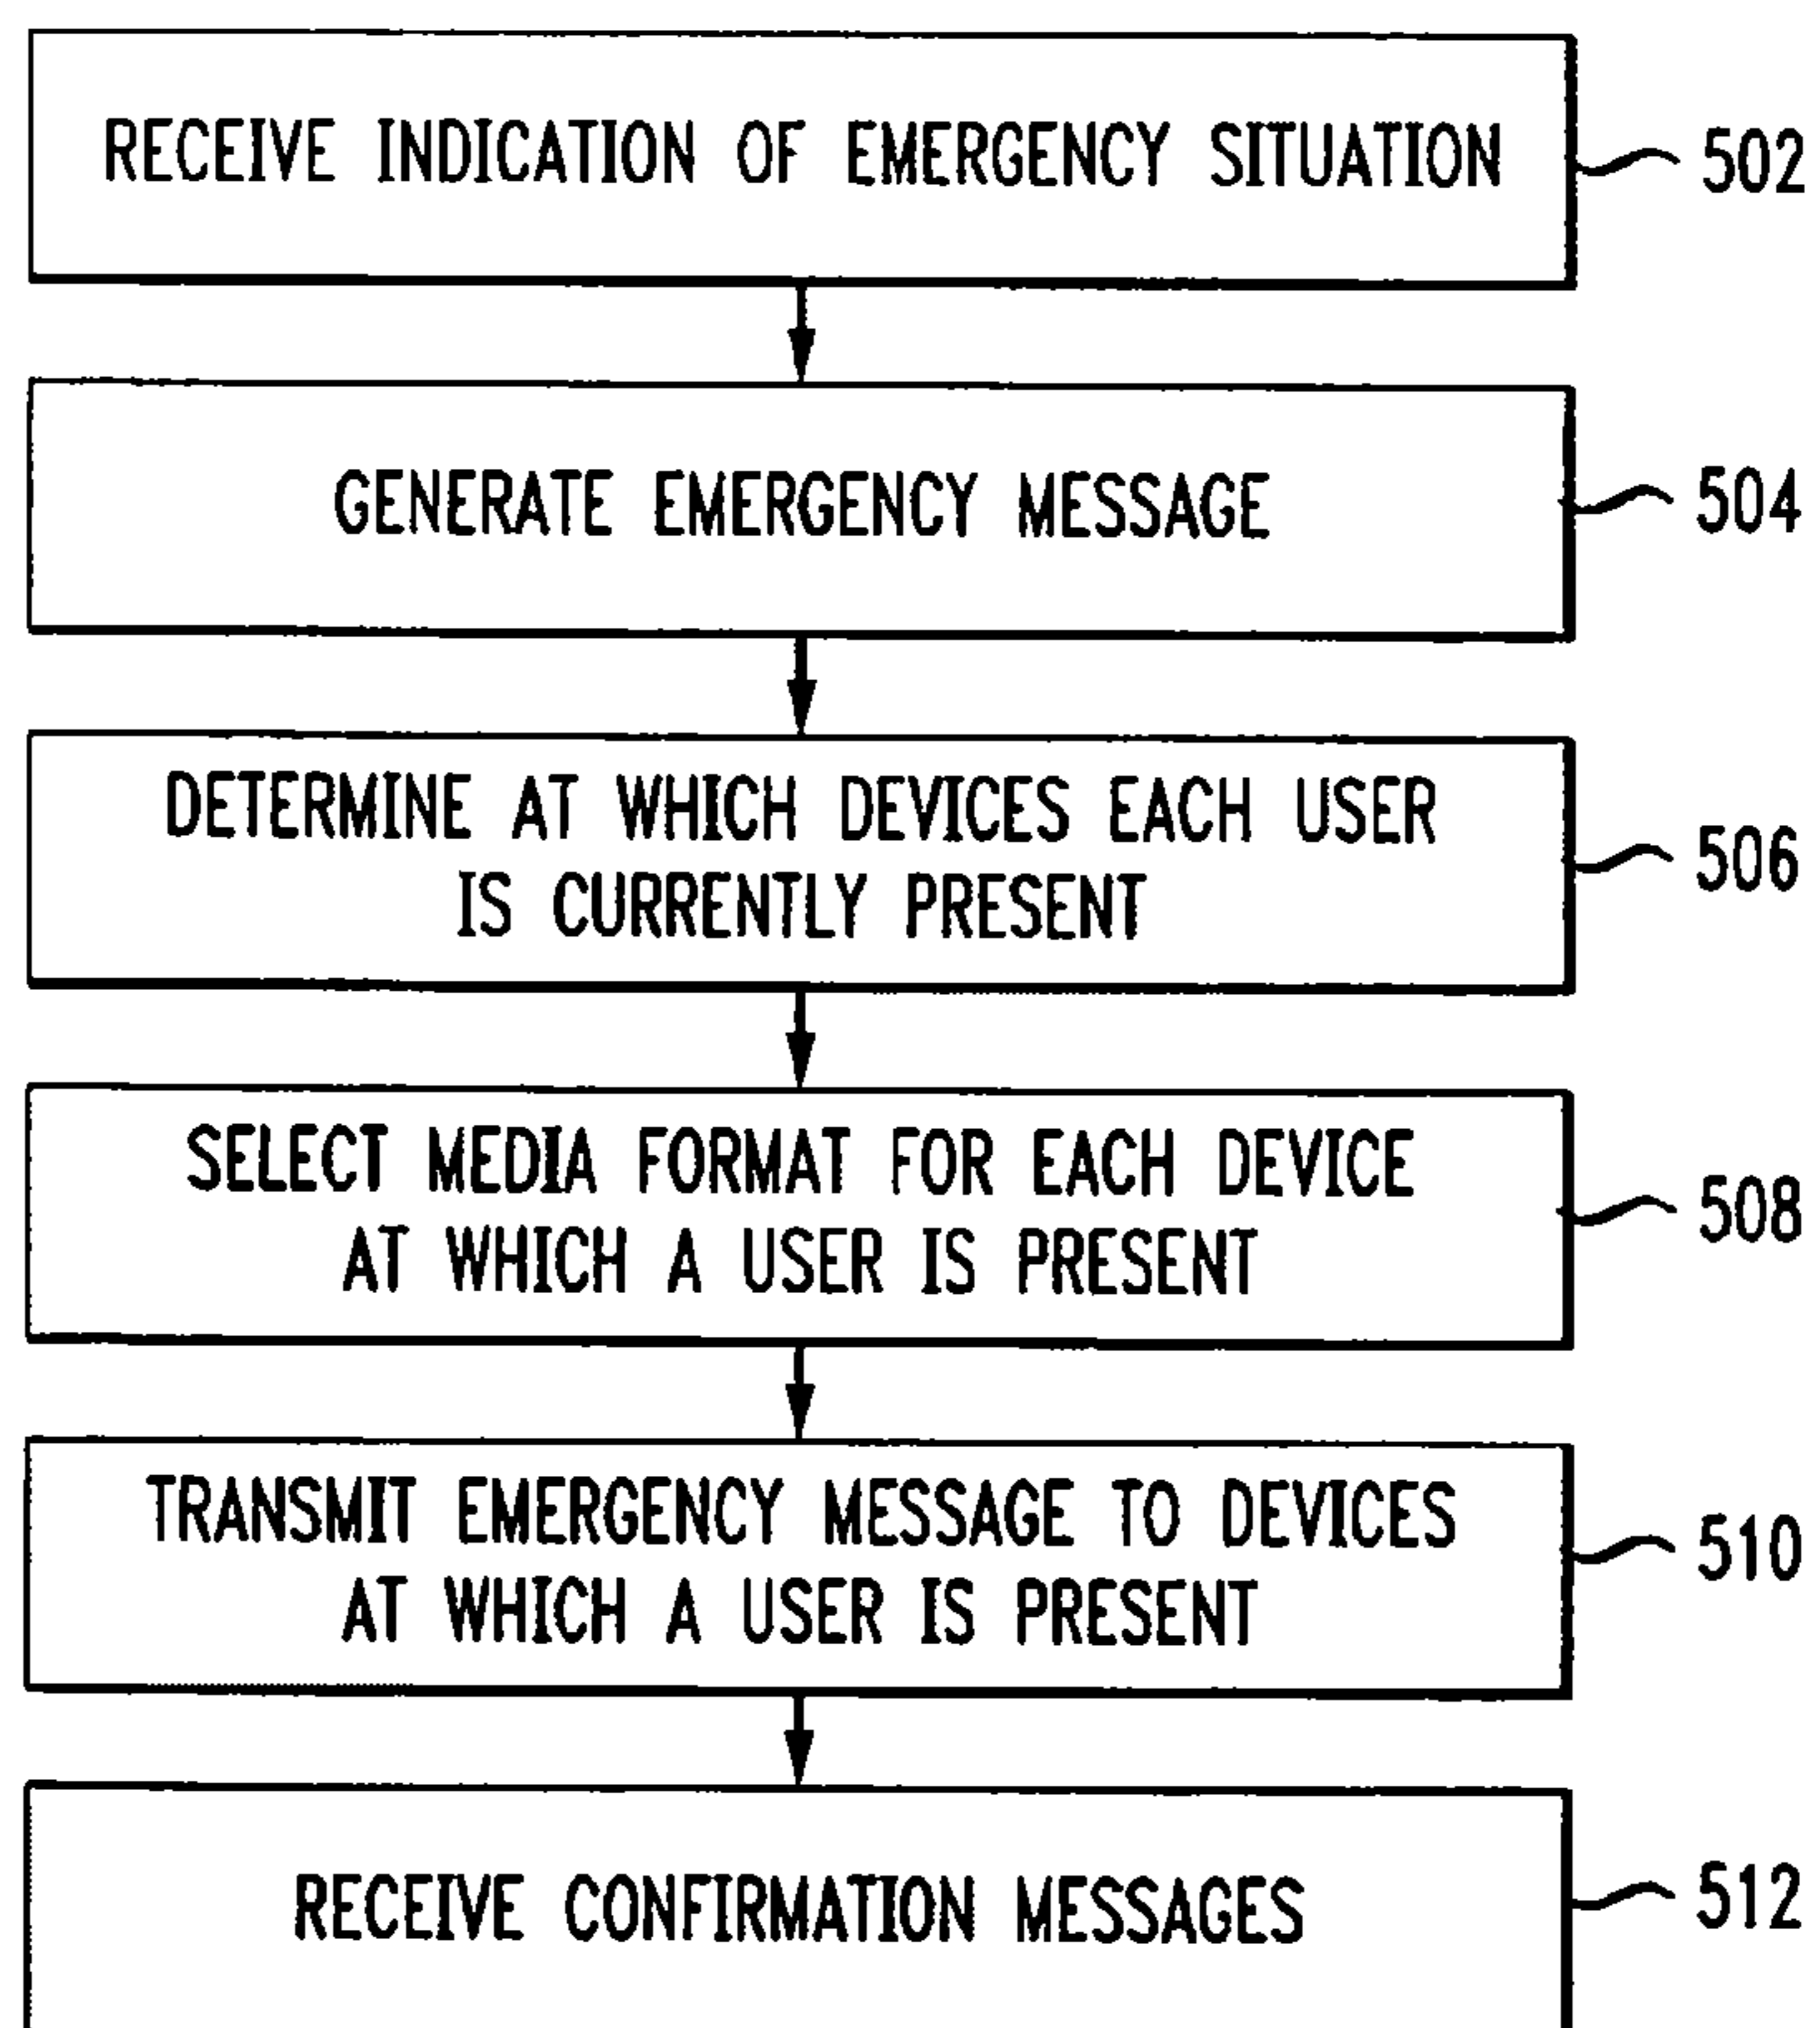 RECEIVE INDICATION OF EMERGENCY SITUATION
502
GENERATE EMERGENCY MESSAGE
504
DETERMINE AT WHICH DEVICES EACH USER
IS CURRENTLY PRESENT
506
SELECT MEDIA FORMAT FOR EACH DEVICE
AT WHICH A USER IS PRESENT
508
TRANSMIT EMERGENCY MESSAGE TO DEVICES
AT WHICH A USER IS PRESENT
510
RECEIVE CONFIRMATION MESSAGES
512